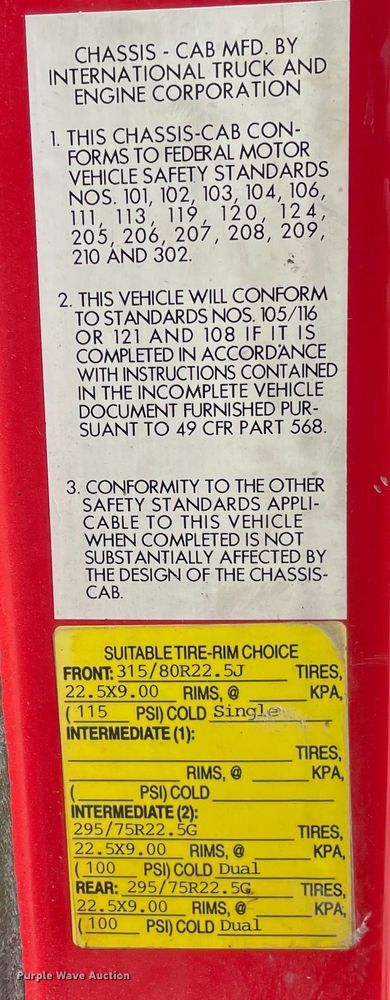 CHASSIS - CAB MFD. BY
INTERNATIONAL TRUCK AND
ENGINE CORPORATION
1. THIS CHASSIS-CAB CON-
FORMS TO FEDERAL MOTOR
VEHICLE SAFETY STANDARDS
NOS. 101, 102, 103, 104, 106,
111, 113, 119, 120, 124,
205, 206, 207, 208, 209,
210 AND 302.
2. THIS VEHICLE WILL CONFORM
TO STANDARDS NOS. 105/116
OR 121 AND 108 IF IT IS
COMPLETED IN ACCORDANCE
WITH INSTRUCTIONS CONTAINED
IN THE INCOMPLETE VEHICLE
DOCUMENT FURNISHED PUR-
SUANT TO 49 CFR PART 568.
3. CONFORMITY TO THE OTHER
SAFETY STANDARDS APPLI-
CABLE TO THIS VEHICLE
WHEN COMPLETED IS NOT
SUBSTANTIALLY AFFECTED BY
THE DESIGN OF THE CHASSIS-
CAB.
SUITABLE TIRE-RIM CHOICE
FRONT: 315/80R22.5J TIRES,
22.5X9.00 RIMS, @ KPA,
( 115 PSI) COLD Single
INTERMEDIATE (1):
TIRES,
RIMS, @ KPA,
( PSI) COLD
INTERMEDIATE (2):
295/75R22.5G TIRES,
22.5X9.00 RIMS, @ KPA,
( 100 PSI) COLD Dual
REAR: 295/75R22.5G TIRES,
22.5X9.00 RIMS, @ KPA,
( 100 PSI) COLD Dual
Purple Wave Auction